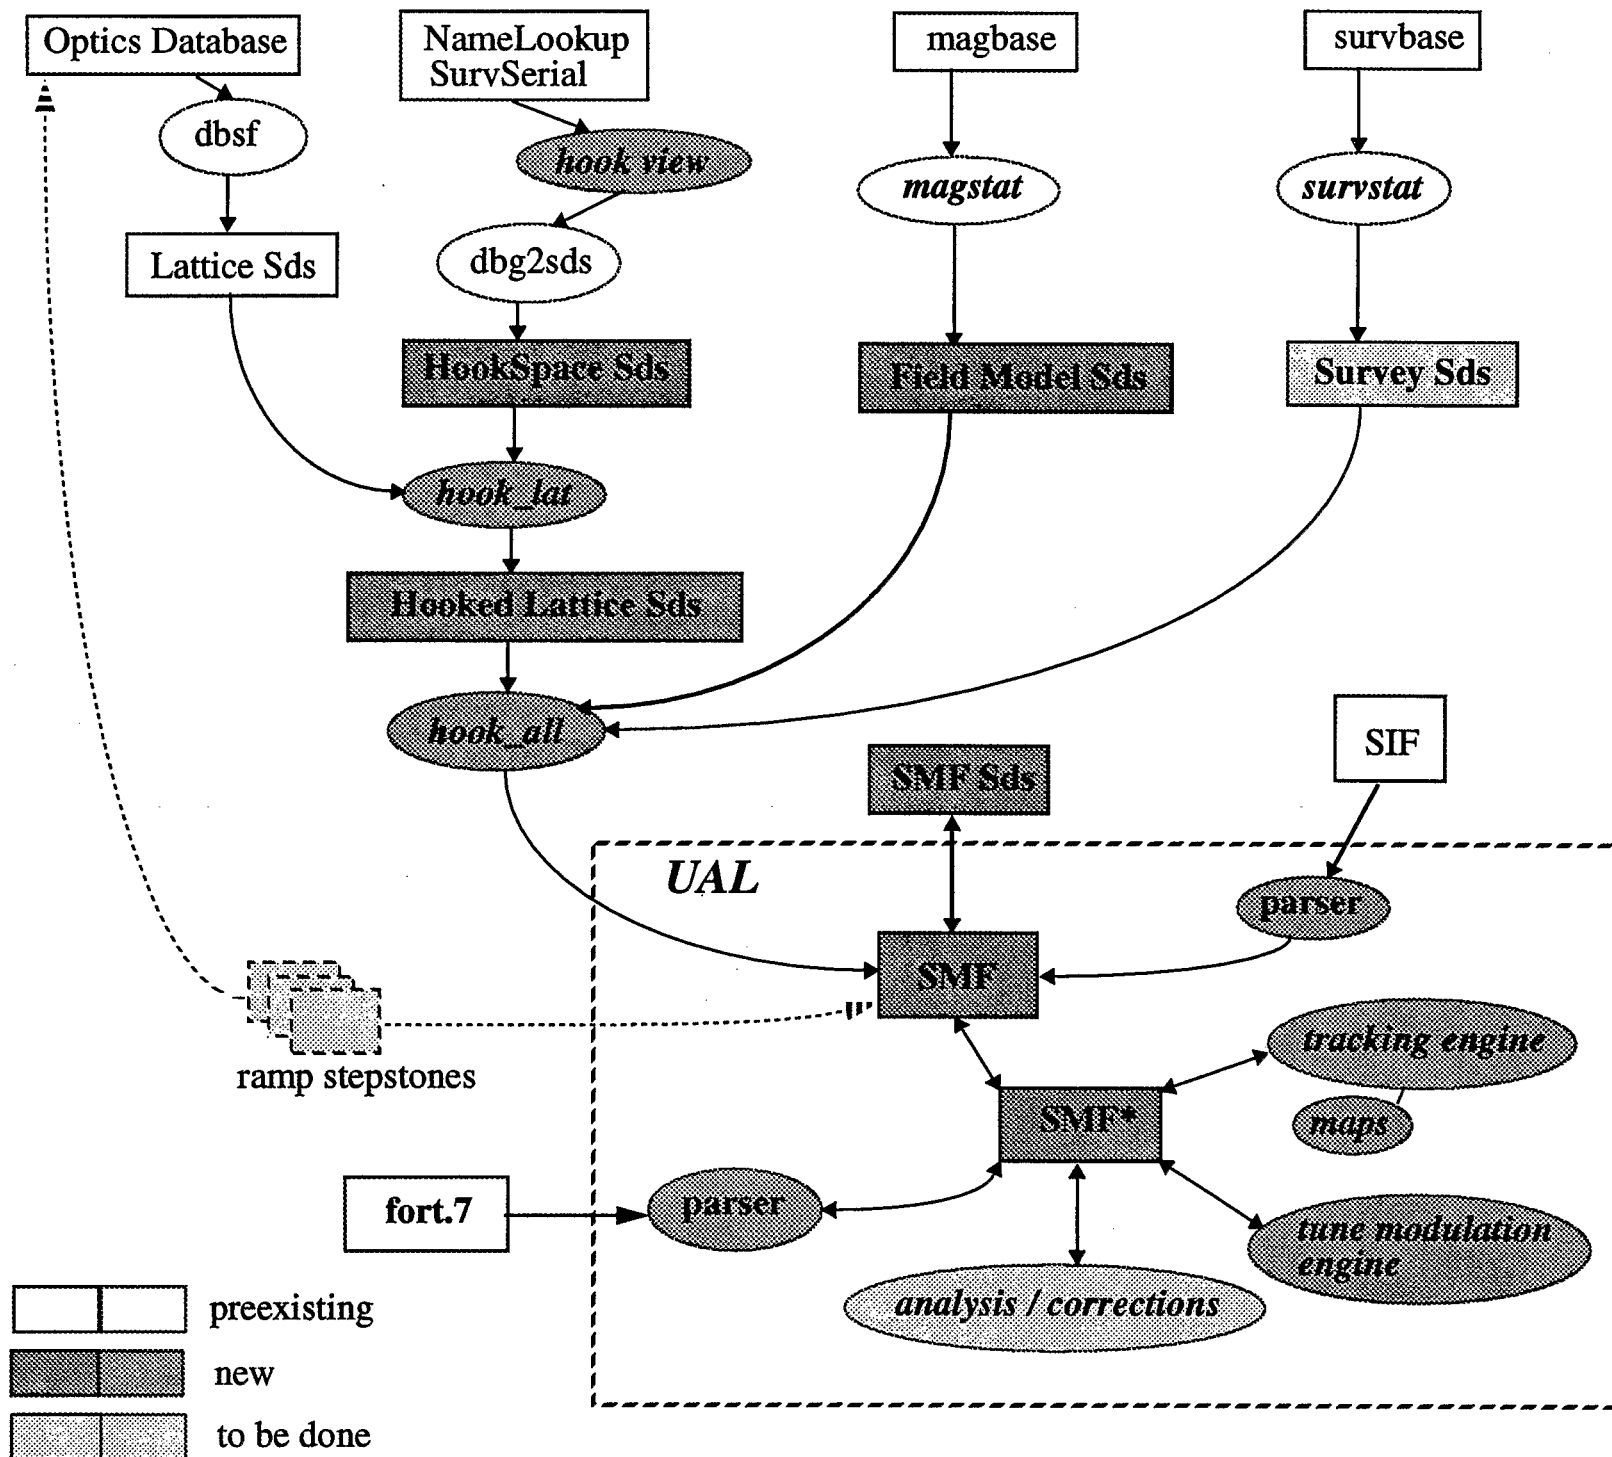 Optics Database
NameLookup
SurvSerial
magbase
survbase
dbsf
hook view
magstat
survstat
Lattice Sds
dbg2sds
HookSpace Sds
Field Model Sds
Survey Sds
hook_lat
Hooked Lattice Sds
hook_all
SMF Sds
SIF
UAL
parser
SMF
ramp stepstones
tracking engine
maps
SMF*
fort.7
parser
tune modulation
engine
analysis / corrections
preexisting
new
to be done